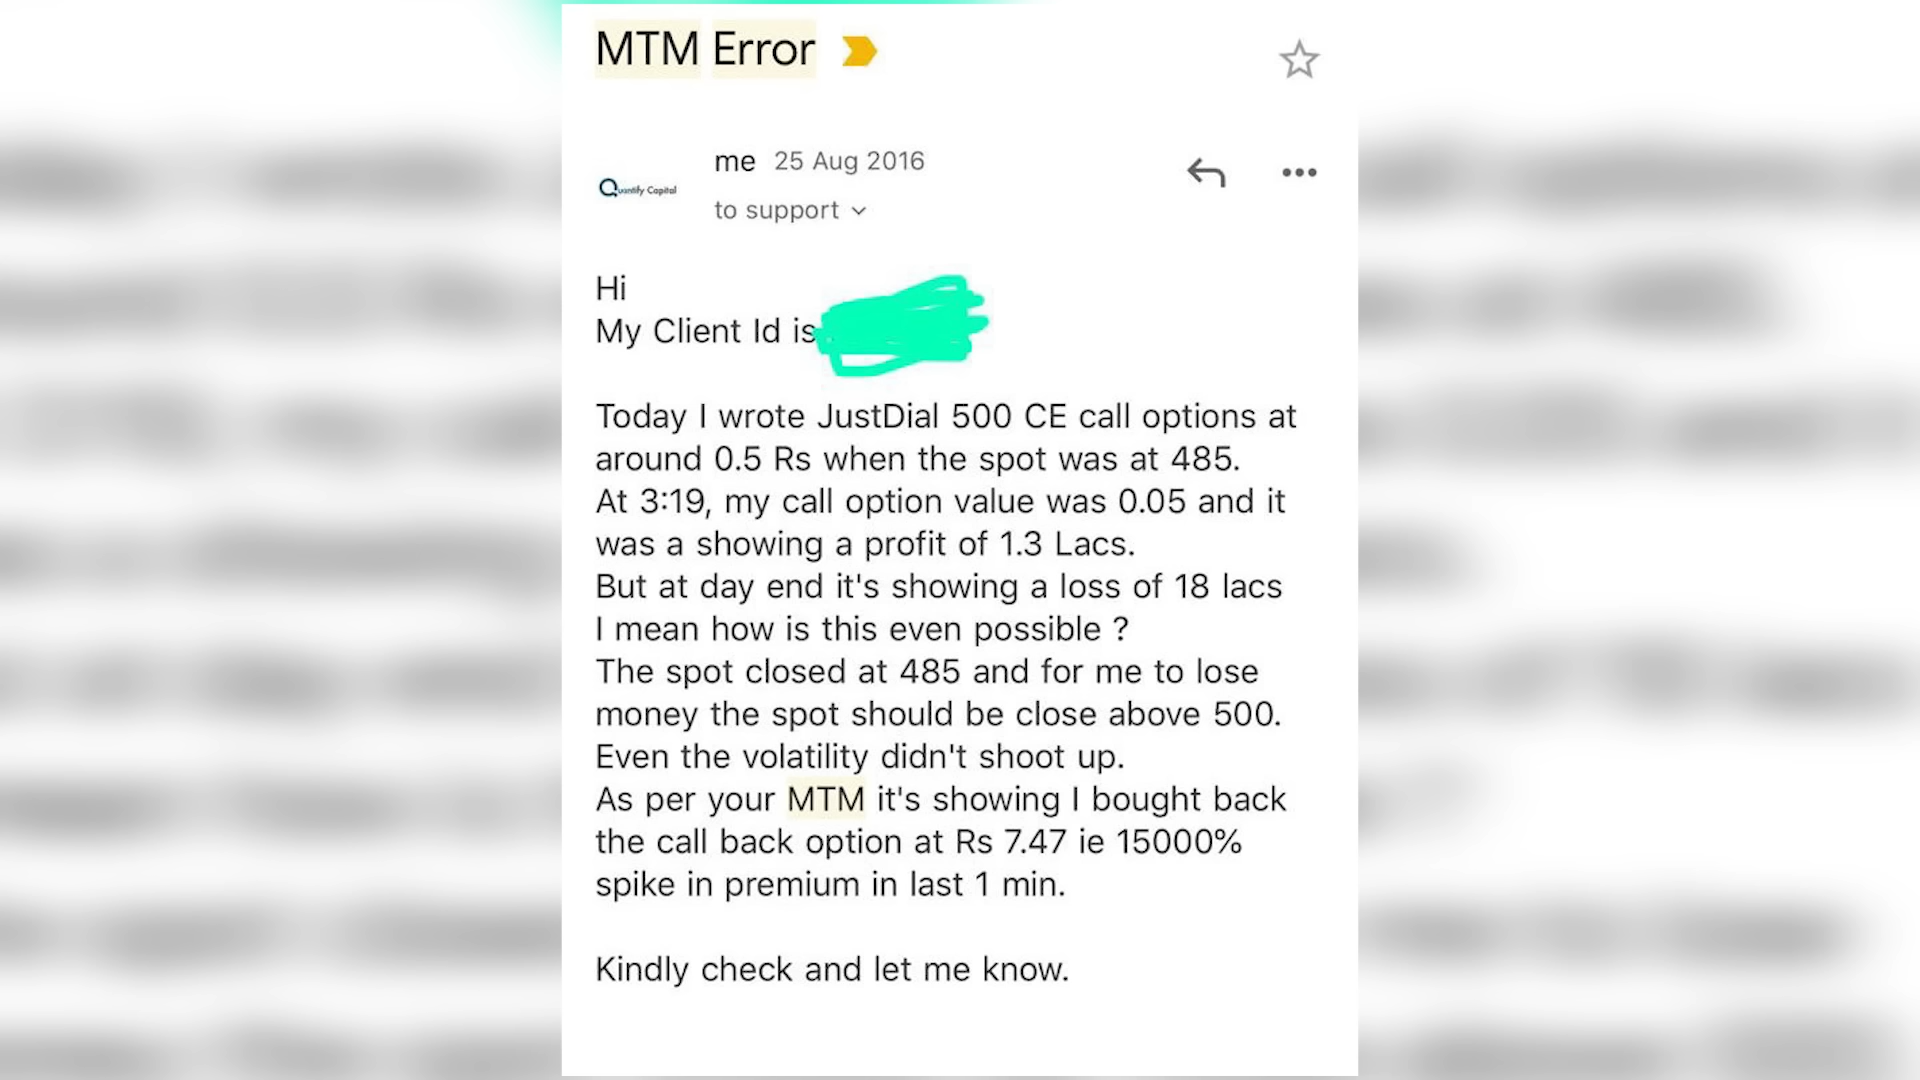 MTM Error
me 25 Aug 2016
Quantify Capital
to support
Hi
My Client Id is
Today I wrote JustDial 500 CE call options at
around 0.5 Rs when the spot was at 485.
At 3:19, my call option value was 0.05 and it
was a showing a profit of 1.3 Lacs.
But at day end it's showing a loss of 18 lacs
I mean how is this even possible ?
The spot closed at 485 and for me to lose
money the spot should be close above 500.
Even the volatility didn't shoot up.
As per your MTM it's showing I bought back
the call back option at Rs 7.47 ie 15000%
spike in premium in last 1 min.
Kindly check and let me know.